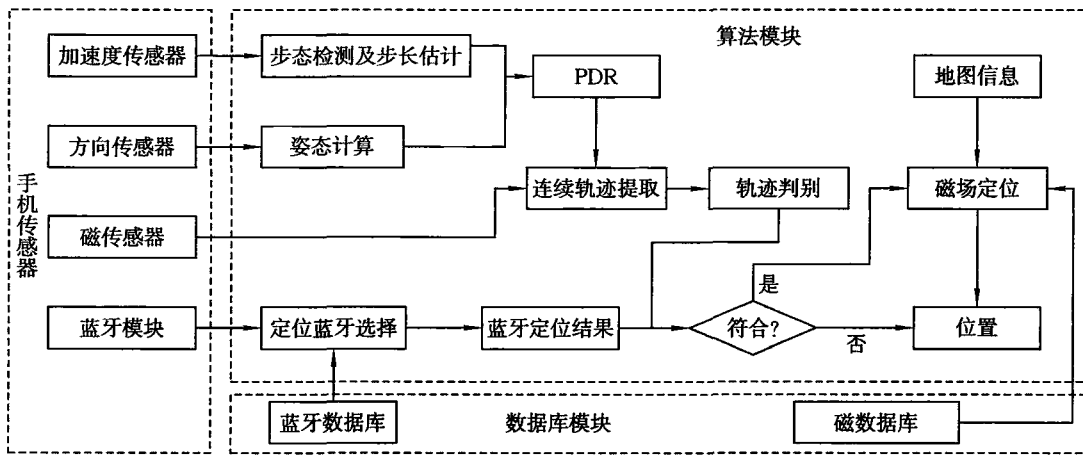 算法模块
加速度传感器
步态检测及步长估计
PDR
地图信息
方向传感器
姿态计算
手机传感器
连续轨迹提取
轨迹判别
磁场定位
磁传感器
是
蓝牙模块
定位蓝牙选择
蓝牙定位结果
符合?
否
位置
蓝牙数据库
数据库模块
磁数据库